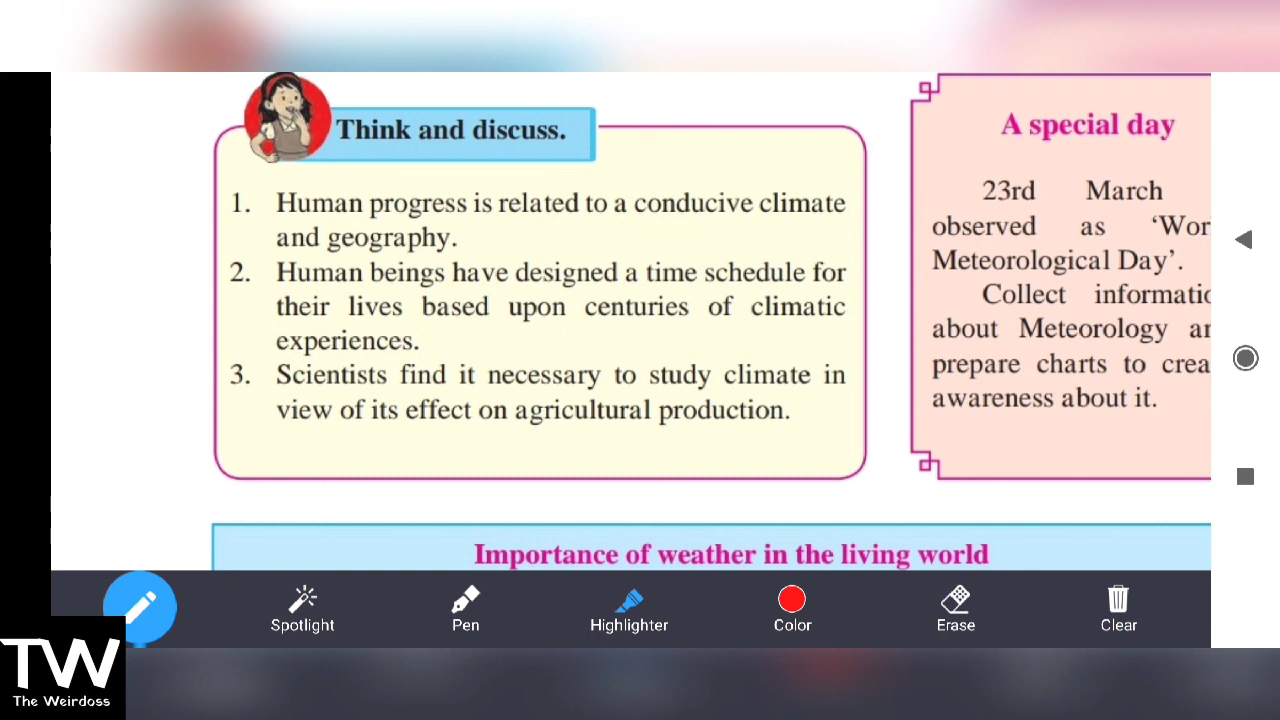 Think and discuss.
1. Human progress is related to a conducive climate
and geography.
2. Human beings have designed a time schedule for
their lives based upon centuries of climatic
experiences.
3. Scientists find it necessary to study climate in
view of its effect on agricultural production.
A special day
23rd March
observed as ‘Wor
Meteorological Day’.
Collect informatio
about Meteorology an
prepare charts to crea
awareness about it.
Importance of weather in the living world
Spotlight
Pen
Highlighter
Color
Erase
Clear
TW
The Weirdoss